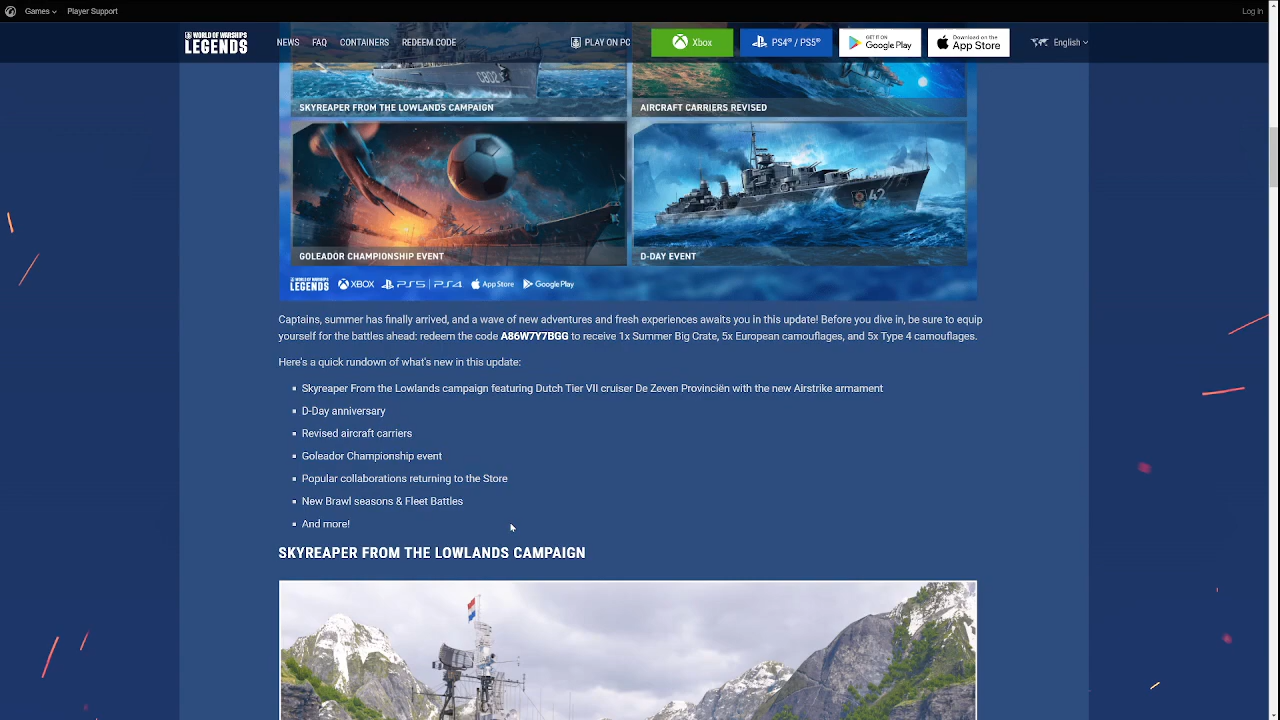 Games
Player Support
Log In
WORLD OF WARSHIPS
LEGENDS
NEWS
FAQ
CONTAINERS
REDEEM CODE
PLAY ON PC
Xbox
PS4® / PS5®
GET IT ON
Google Play
Download on the
App Store
English
SKYREAPER FROM THE LOWLANDS CAMPAIGN
AIRCRAFT CARRIERS REVISED
42
GOLEADOR CHAMPIONSHIP EVENT
D-DAY EVENT
WORLD OF WARSHIPS
LEGENDS
XBOX
PS5 | PS4
App Store
Google Play
Captains, summer has finally arrived, and a wave of new adventures and fresh experiences awaits you in this update! Before you dive in, be sure to equip
yourself for the battles ahead: redeem the code A86W7Y7BGG to receive 1x Summer Big Crate, 5x European camouflages, and 5x Type 4 camouflages.
Here's a quick rundown of what's new in this update:
Skyreaper From the Lowlands campaign featuring Dutch Tier VII cruiser De Zeven Provinciën with the new Airstrike armament
D-Day anniversary
Revised aircraft carriers
Goleador Championship event
Popular collaborations returning to the Store
New Brawl seasons & Fleet Battles
And more!
SKYREAPER FROM THE LOWLANDS CAMPAIGN